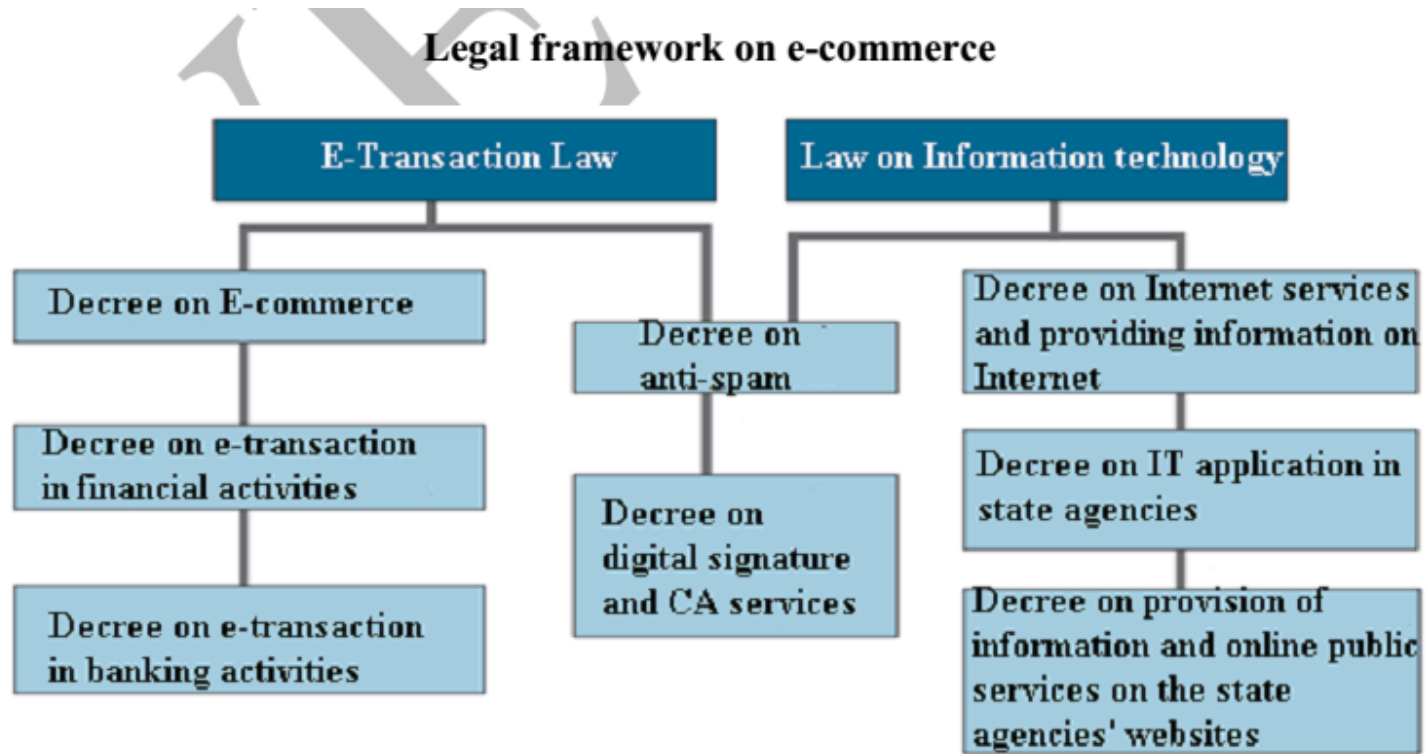 Legal framework on e-commerce
E-Transaction Law
Law on Information technology
Decree on E-commerce
Decree on e-transaction
in financial activities
Decree on e-transaction
in banking activities
Decree on
anti-spam
Decree on
digital signature
and CA services
Decree on Internet services
and providing information on
Internet
Decree on IT application in
state agencies
Decree on provision of
information and online public
services on the state
agencies' websites